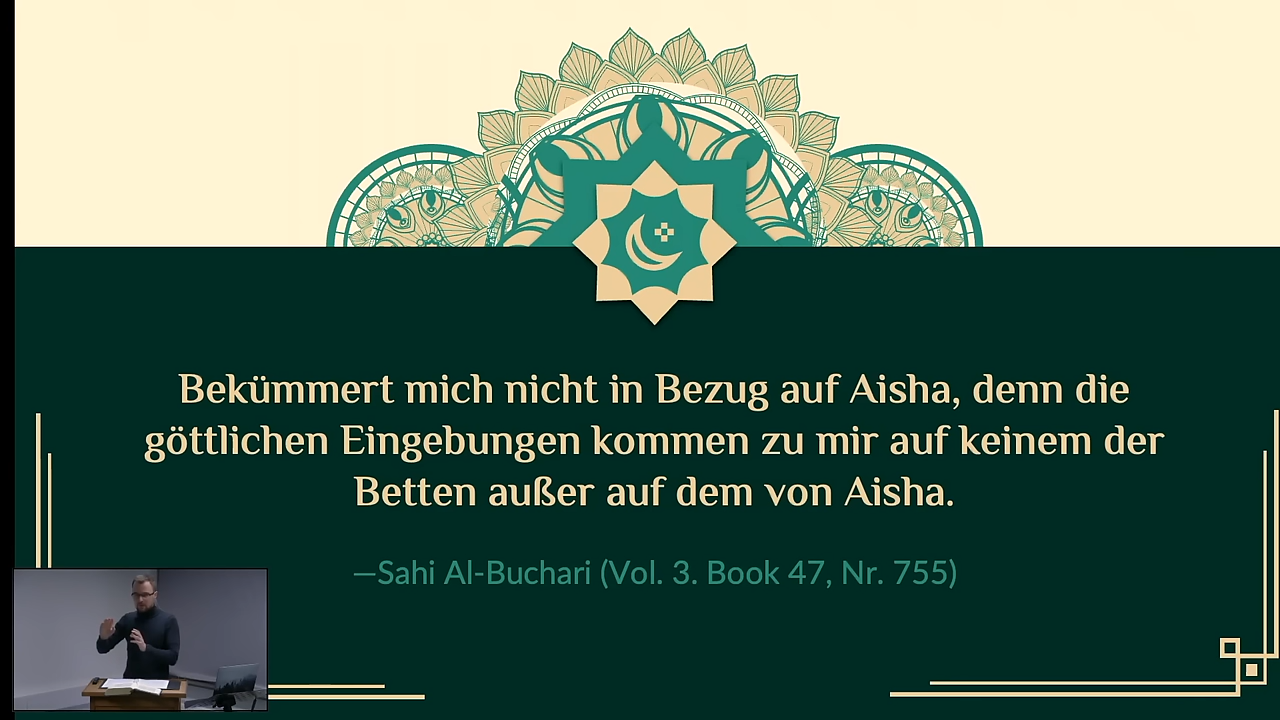 Bekümmert mich nicht in Bezug auf Aisha, denn die
göttlichen Eingebungen kommen zu mir auf keinem der
Betten außer auf dem von Aisha.
—Sahi Al-Buchari (Vol. 3. Book 47, Nr. 755)